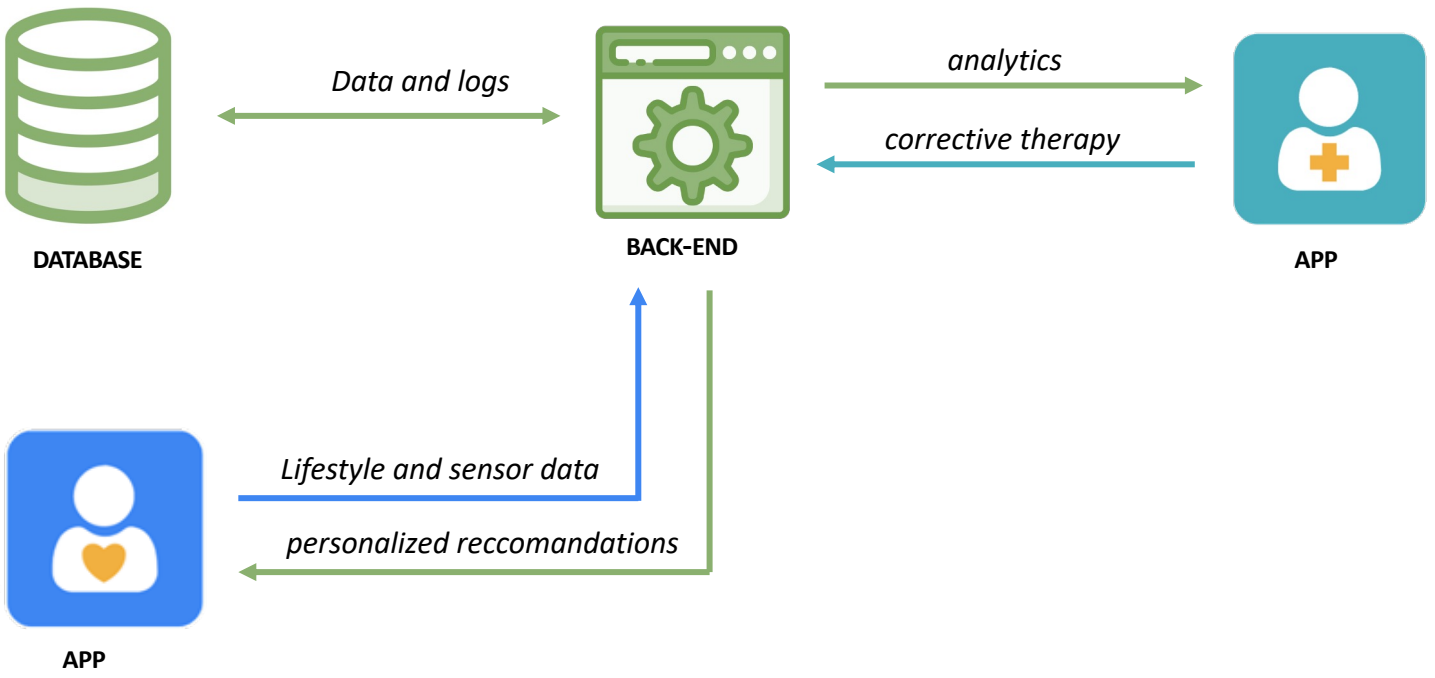 Data and logs
analytics
corrective therapy
DATABASE
BACK-END
APP
Lifestyle and sensor data
personalized reccomandations
APP